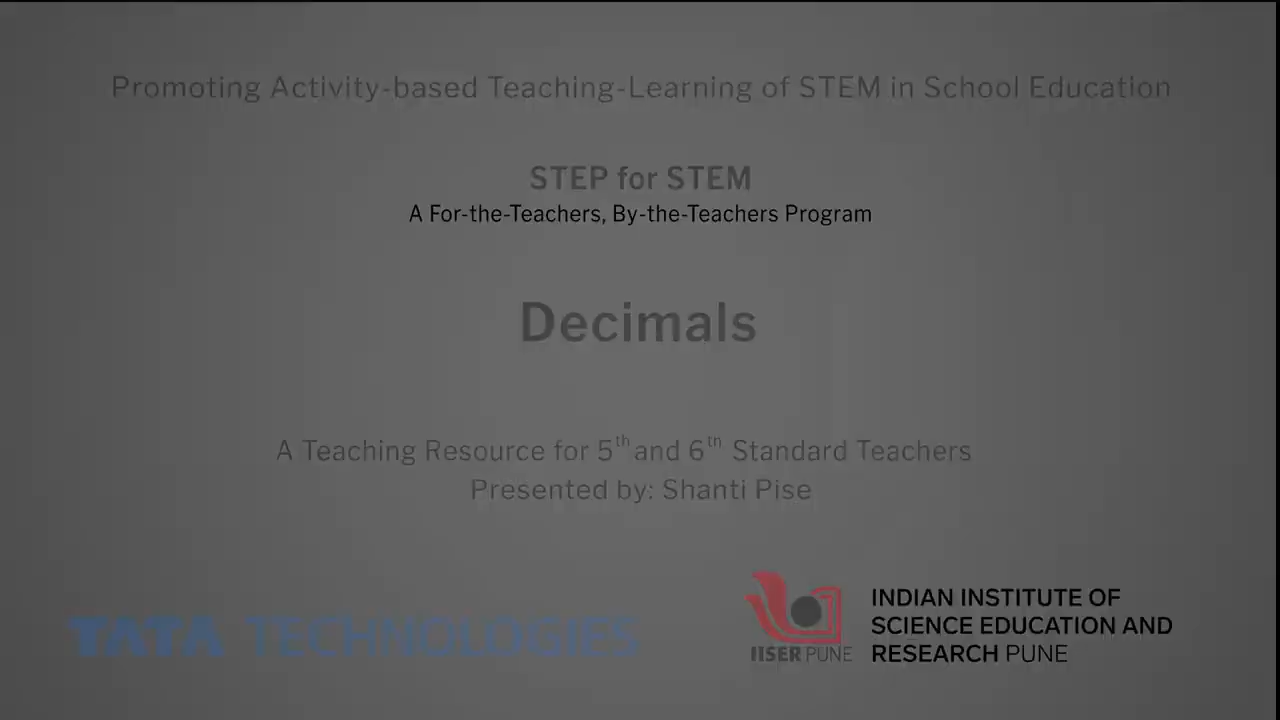 Promoting Activity-based Teaching-Learning of STEM in School Education
STEP for STEM
A For-the-Teachers, By-the-Teachers Program
Decimals
A Teaching Resource for 5th and 6th Standard Teachers
Presented by: Shanti Pise
TATA TECHNOLOGIES
IISER PUNE
INDIAN INSTITUTE OF
SCIENCE EDUCATION AND
RESEARCH PUNE